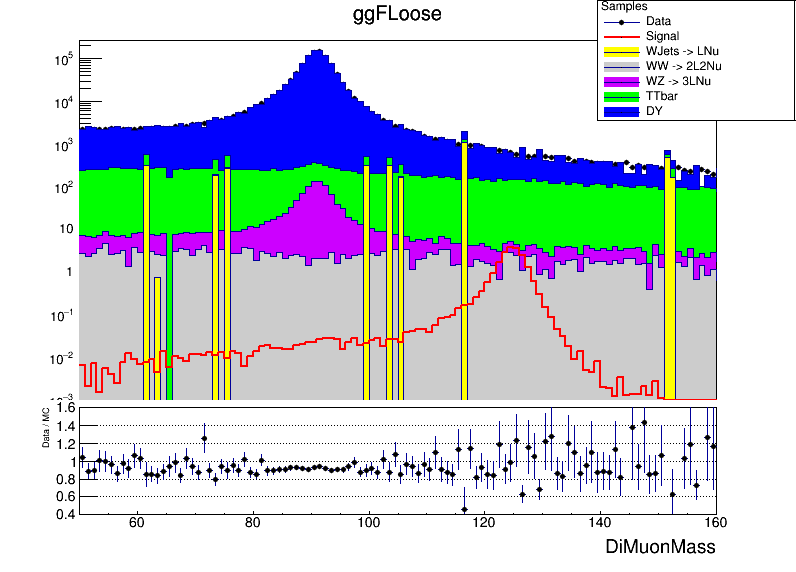 ggFLoose
Samples
Data
Signal
WJets -> LNu
WW -> 2L2Nu
WZ -> 3LNu
TTbar
DY
10^5
10^4
10^3
10^2
10
1
10^-1
10^-2
-3
Data / MC
1.6
1.4
1.2
1
0.8
0.6
0.4
60 80 100 120 140 160
DiMuonMass